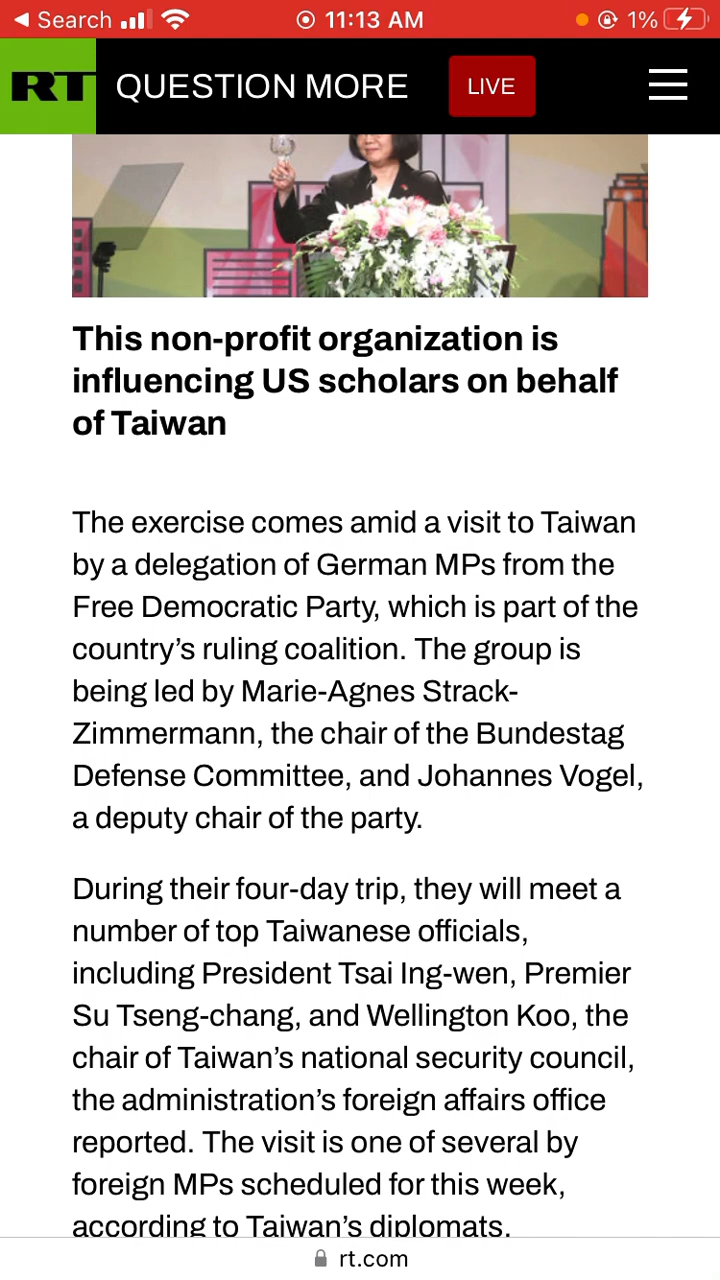 Search 11:13 AM 1%
RT QUESTION MORE LIVE
This non-profit organization is
influencing US scholars on behalf
of Taiwan
The exercise comes amid a visit to Taiwan
by a delegation of German MPs from the
Free Democratic Party, which is part of the
country’s ruling coalition. The group is
being led by Marie-Agnes Strack-
Zimmermann, the chair of the Bundestag
Defense Committee, and Johannes Vogel,
a deputy chair of the party.
During their four-day trip, they will meet a
number of top Taiwanese officials,
including President Tsai Ing-wen, Premier
Su Tseng-chang, and Wellington Koo, the
chair of Taiwan’s national security council,
the administration’s foreign affairs office
reported. The visit is one of several by
foreign MPs scheduled for this week,
according to Taiwan’s diplomats.
rt.com